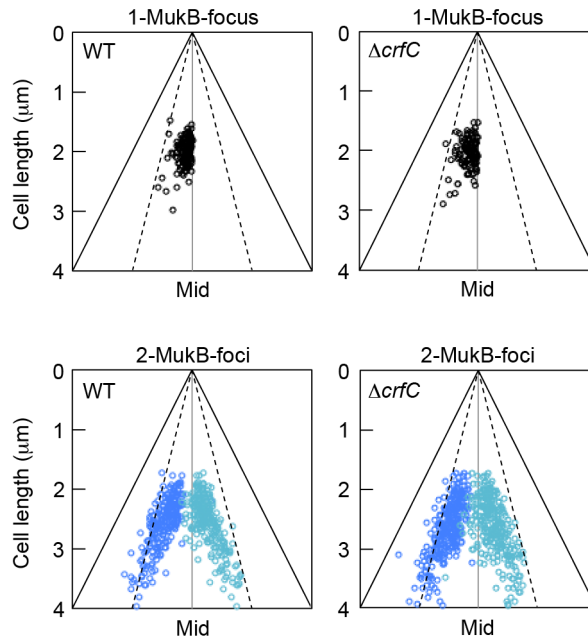 1-MukB-focus
WT
0
1
2
3
4
Cell length (μm)
Mid
1-MukB-focus
ΔcrfC
0
1
2
3
4
Mid
2-MukB-foci
WT
0
1
2
3
4
Cell length (μm)
Mid
2-MukB-foci
ΔcrfC
0
1
2
3
4
Mid